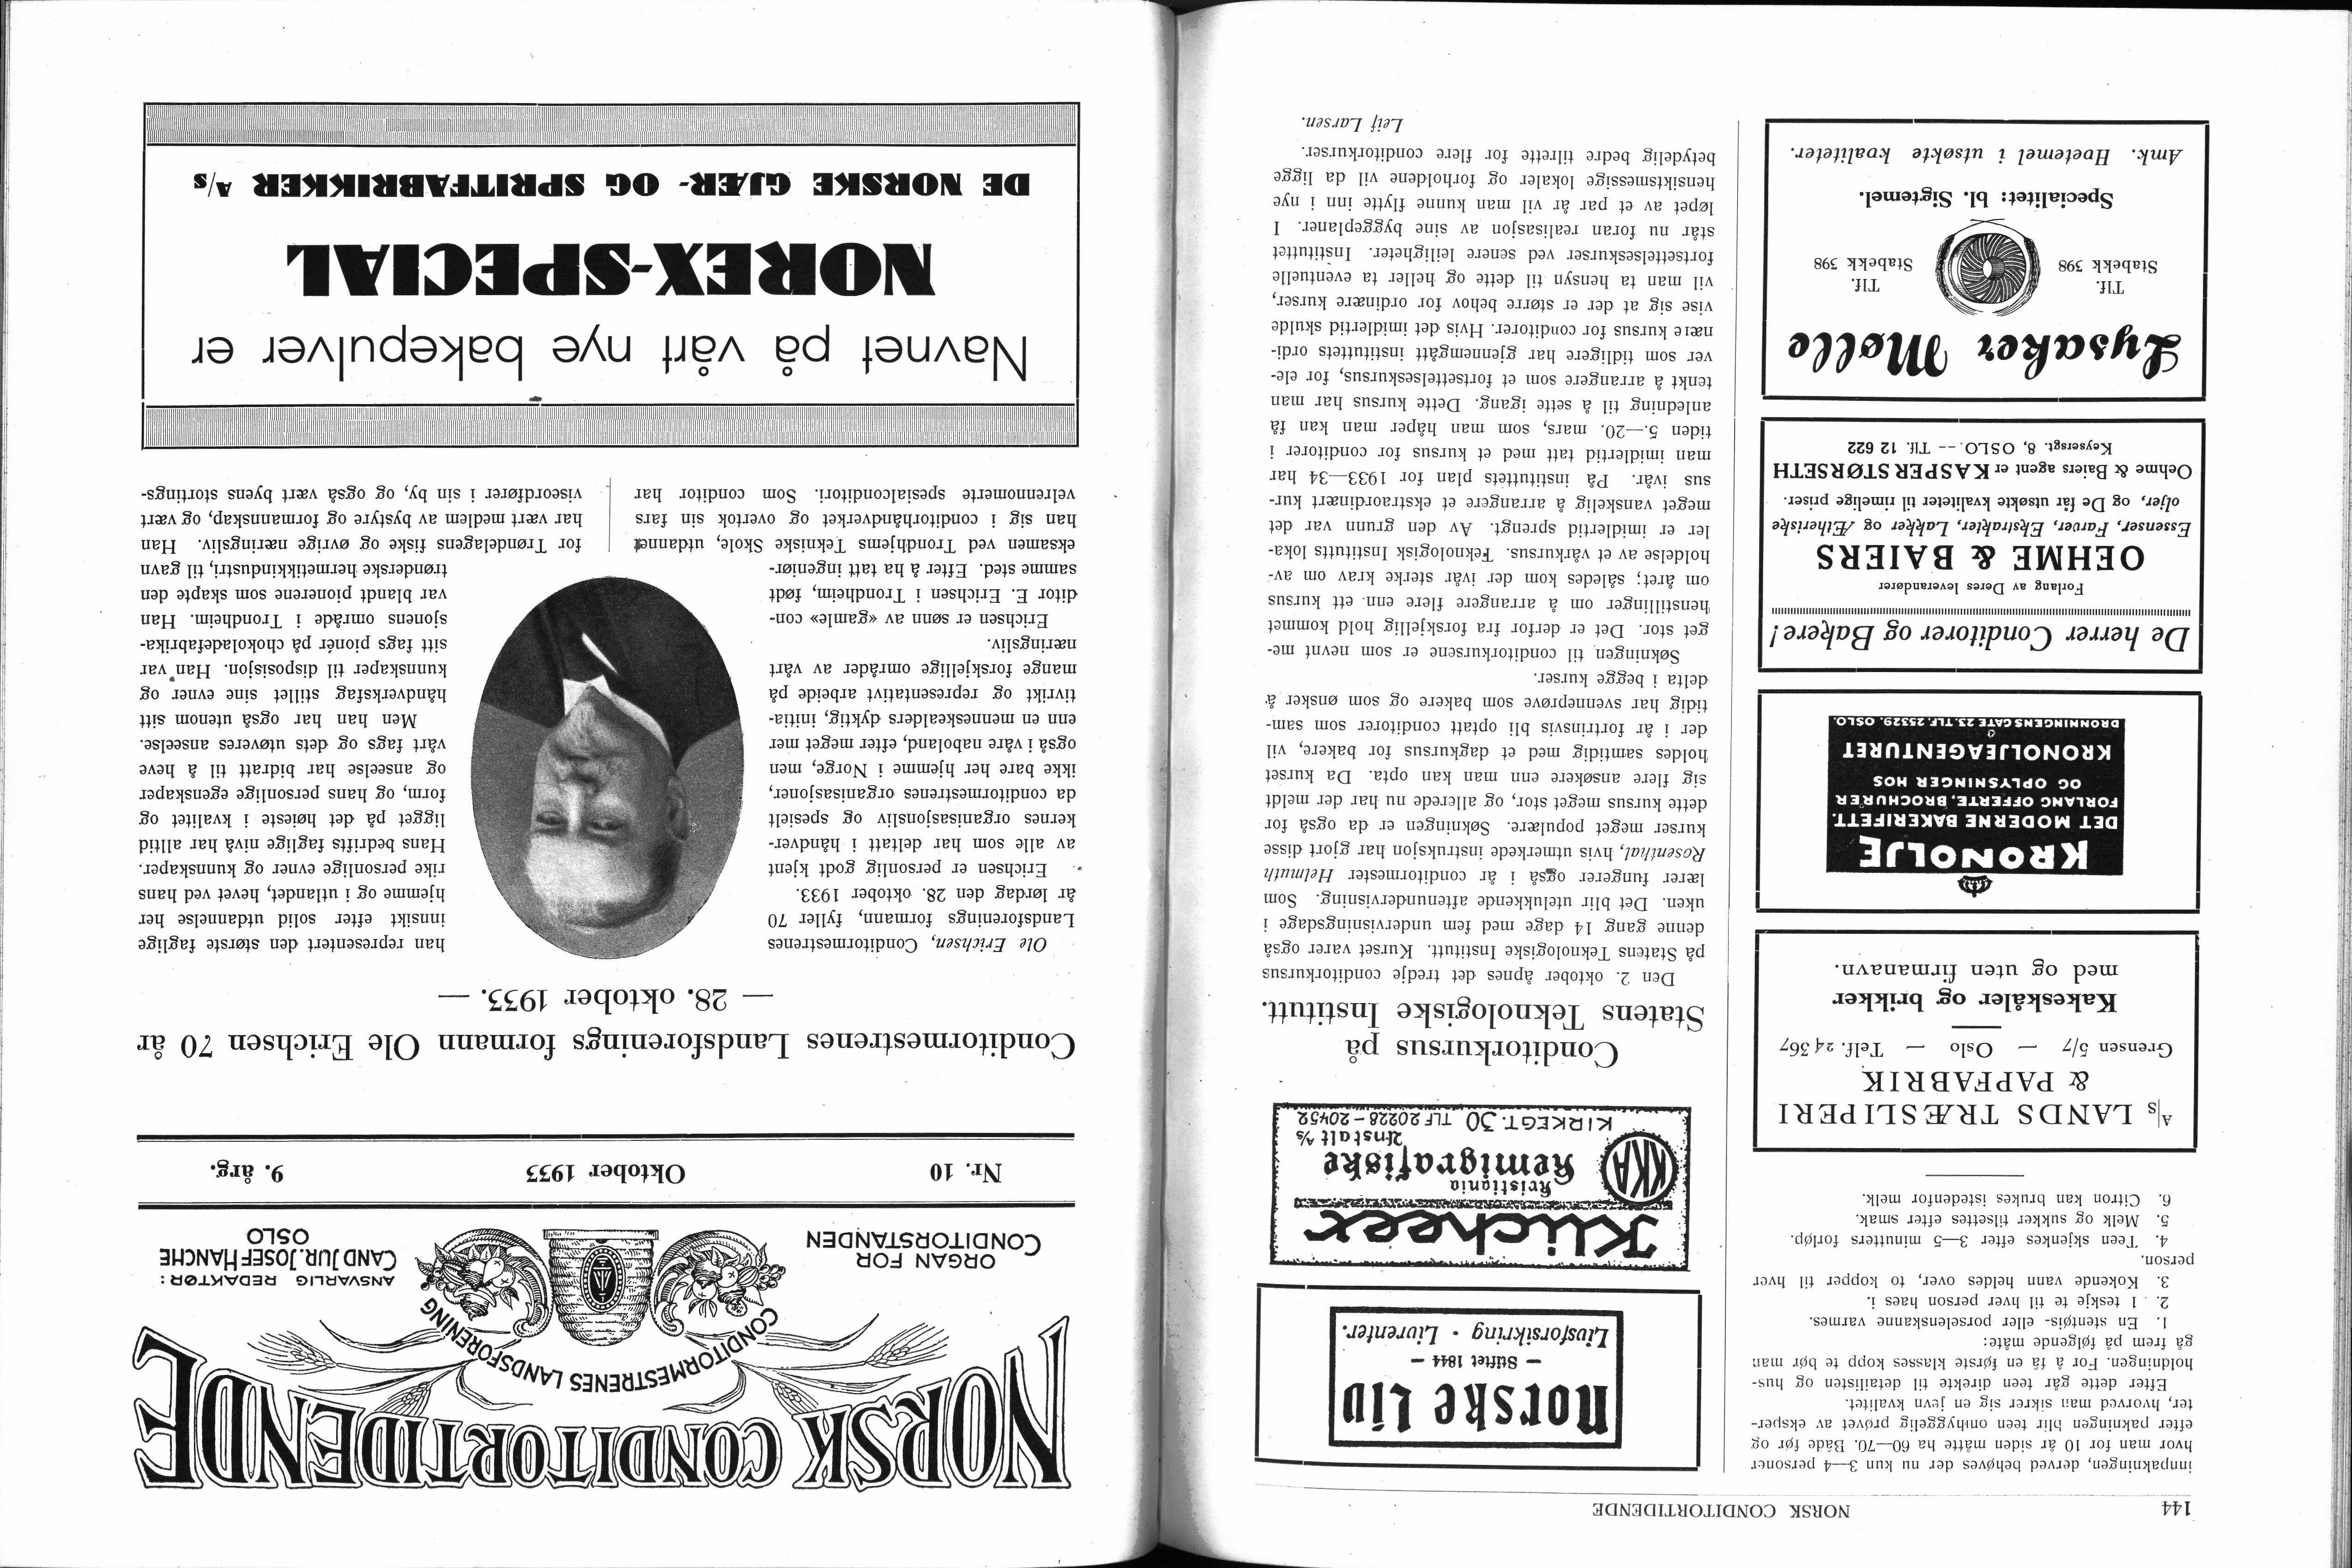 144
NORSK CONDITORTIDENDE
innpakningen, derved behøves der nu kun 3—4 personer
hvor man for 10 år siden måtte ha 60—70. Både før og
efter pakningen blir teen omhyggelig prøvet av eksper-
ter, hvorved man sikrer sig en jevn kvalitet.
Efter dette går teen direkte til detailisten og hus-
holdningen. For å få en første klasses kopp te bør man
gå frem på følgende måte:
1. En stentøis- eller porselenskanne varmes.
2. 1 teskje te til hver person haes i.
3. Kokende vann heldes over, to kopper til hver
person.
4. Teen skjenkes efter 3—5 minutters forløp.
5. Melk og sukker tilsettes efter smak.
6. Citron kan brukes istedenfor melk.
A/S LANDS TRÆSLIPERI
& PAPFABRIK
Grensen 5/7 — Oslo — Telf. 24 367
Kakeskåler og brikker
med og uten firmanavn.
KRONOLJE
DET MODERNE BAKERIFETT.
FORLANG OFFERTE, BROCHURER
OG OPLYSNINGER HOS
KRONOLJEAGENTURET
DRONNINGENS GATE 23. TLF. 25329. OSLO.
De herrer Conditorer og Bakere!
Forlang av Deres leverandører
OEHME & BAIERS
Essenser, Farver, Ekstrakter, Lakker og Ætheriske
oljer, og De får utsøkte kvaliteter til rimelige priser.
Oehme & Baiers agent er KASPER STØRSETH
Keysersgt. 8, OSLO. -- Tlf. 12 622
Lysaker Mølle
Tlf.
Stabekk 398
Tlf.
Stabekk 398
Specialitet: bl. Sigtemel.
Amk. Hvetemel i utsøkte kvaliteter.
Norske Liv
— Stiftet 1844 —
Livsforsikring • Livrenter.
Klicheer
KKA
Kristiania
Kemigrafiske
Anstalt A/S
KIRKEGT. 30 TLF 20228 – 20452
Conditorkursus på
Statens Teknologiske Institutt.
Den 2. oktober åpnes det tredje conditorkursus
på Statens Teknologiske Institutt. Kurset varer også
denne gang 14 dage med fem undervisningsdage i
uken. Det blir utelukkende aftenundervisning. Som
lærer fungerer også i år conditormester Helmuth
Rosenthal, hvis utmerkede instruksjon har gjort disse
kurser meget populære. Søkningen er da også for
dette kursus meget stor, og allerede nu har der meldt
sig flere ansøkere enn man kan opta. Da kurset
holdes samtidig med et dagkursus for bakere, vil
der i år fortrinsvis bli optatt conditorer som sam-
tidig har svenneprøve som bakere og som ønsker å
delta i begge kurser.
Søkningen til conditorkursene er som nevnt me-
get stor. Det er derfor fra forskjellig hold kommet
henstillinger om å arrangere flere enn ett kursus
om året; således kom der ivår sterke krav om av-
holdelse av et vårkursus. Teknologisk Institutts loka-
ler er imidlertid sprengt. Av den grunn var det
meget vanskelig å arrangere et ekstraordinært kur-
sus ivår. På instituttets plan for 1933—34 har
man imidlertid tatt med et kursus for conditorer i
tiden 5.—20. mars, som man håper man kan få
anledning til å sette igang. Dette kursus har man
tenkt å arrangere som et fortsettelseskursus, for ele-
ver som tidligere har gjennemgått instituttets ordi-
nære kursus for conditorer. Hvis det imidlertid skulde
vise sig at der er større behov for ordinære kurser,
vil man ta hensyn til dette og heller ta eventuelle
fortsettelseskurser ved senere leiligheter. Instituttet
står nu foran realisasjon av sine byggeplaner. I
løpet av et par år vil man kunne flytte inn i nye
hensiktsmessige lokaler og forholdene vil da ligge
betydelig bedre tilrette for flere conditorkurser.
Leif Larsen.
NORSK CONDITORTIDENDE
CONDITORMESTRENES LANDSFORENING
ORGAN FOR
CONDITORSTANDEN
ANSVARLIG REDAKTØR:
CAND JUR. JOSEF HANCHE
OSLO
Nr. 10
Oktober 1933
9. årg.
Conditormestrenes Landsforenings formann Ole Erichsen 70 år
— 28. oktober 1933. —
Ole Erichsen, Conditormestrenes
Landsforenings formann, fyller 70
år lørdag den 28. oktober 1933.
Erichsen er personlig godt kjent
av alle som har deltatt i håndver-
kernes organisasjonsliv og spesielt
da conditormestrenes organisasjoner,
ikke bare her hjemme i Norge, men
også i våre naboland, efter meget mer
enn en menneskealders dyktig, initia-
tivrikt og representativt arbeide på
mange forskjellige områder av vårt
næringsliv.
Erichsen er sønn av «gamle» con-
ditor E. Erichsen i Trondheim, født
samme sted. Efter å ha tatt ingeniør-
eksamen ved Trondhjems Tekniske Skole, utdannet
han sig i conditorhåndverket og overtok sin fars
velrennomerte spesialconditori. Som conditor har
han representert den største faglige
innsikt efter solid utdannelse her
hjemme og i utlandet, hevet ved hans
rike personlige evner og kunnskaper.
Hans bedrifts faglige nivå har alltid
ligget på det høieste i kvalitet og
form, og hans personlige egenskaper
og anseelse har bidratt til å heve
vårt fags og dets utøveres anseelse.
Men han har også utenom sitt
håndverksfag stillet sine evner og
kunnskaper til disposisjon. Han var
sitt fags pionér på chokoladefabrika-
sjonens område i Trondheim. Han
var blandt pionerene som skapte den
trønderske hermetikkindustri, til gavn
for Trøndelagens fiske og øvrige næringsliv. Han
har vært medlem av bystyre og formannskap, og vært
viseordfører i sin by, og også vært byens stortings-
Navnet på vårt nye bakepulver er
NOREX-SPECIAL
DE NORSKE GJÆR- OG SPRITFABRIKKER A/S